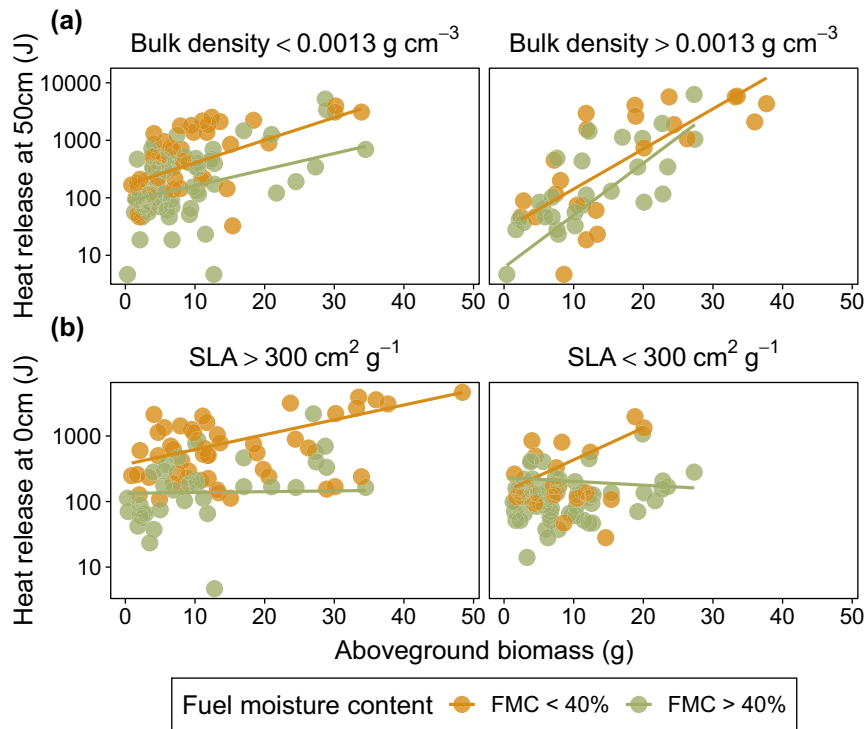 (a)
Bulk density < 0.0013 g cm⁻³
Bulk density > 0.0013 g cm⁻³
Heat release at 50cm (J)
10000
1000
100
10
0 10 20 30 40 50
0 10 20 30 40 50
(b)
SLA > 300 cm² g⁻¹
SLA < 300 cm² g⁻¹
Heat release at 0cm (J)
1000
100
10
0 10 20 30 40 50
0 10 20 30 40 50
Aboveground biomass (g)
Fuel moisture content FMC < 40% FMC > 40%